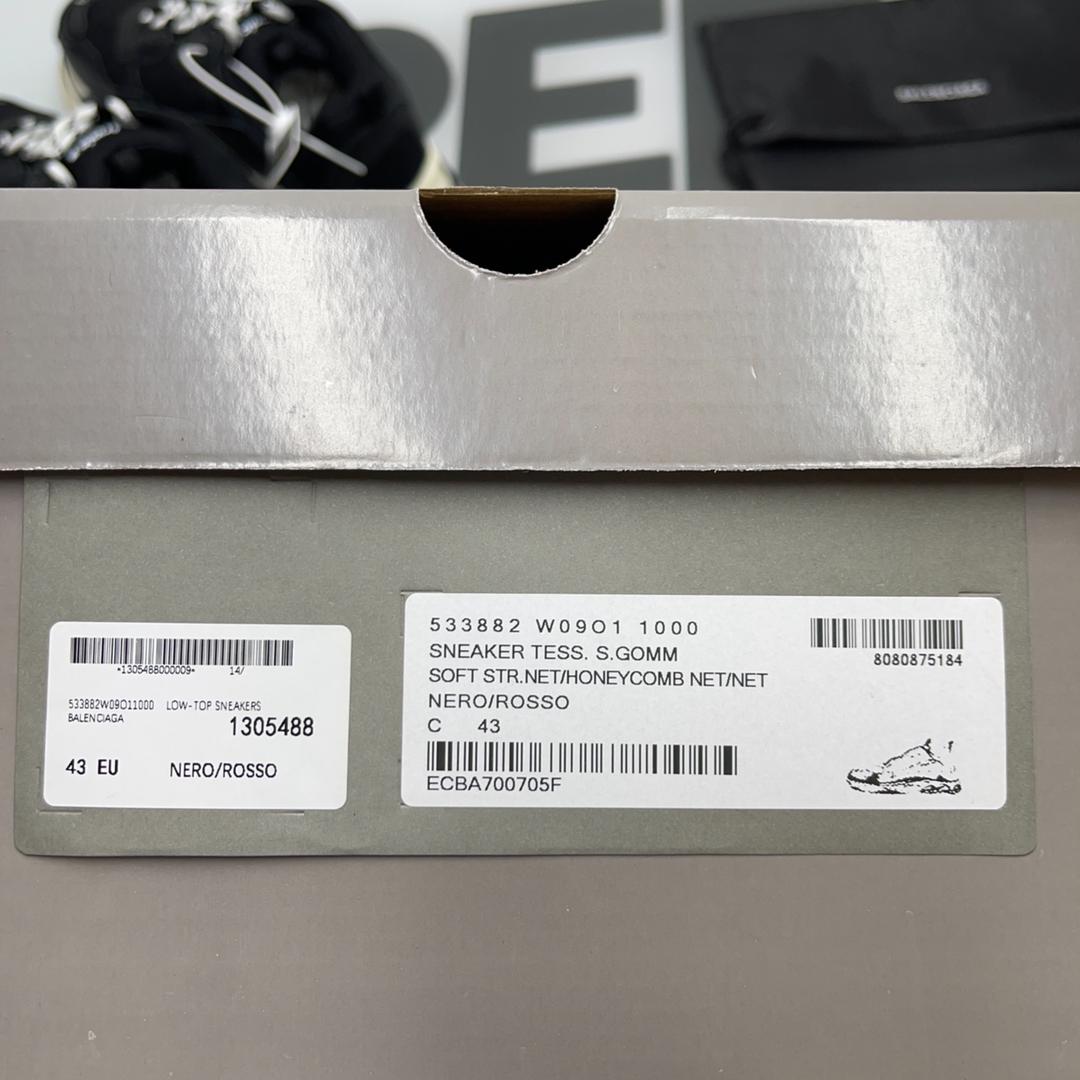 *1305488000009* 14/
533882W09O11000 LOW-TOP SNEAKERS
BALENCIAGA
1305488
43 EU NERO/ROSSO
533882 W09O1 1000
8080875184
SNEAKER TESS. S.GOMM
SOFT STR.NET/HONEYCOMB NET/NET
NERO/ROSSO
C 43
ECBA700705F